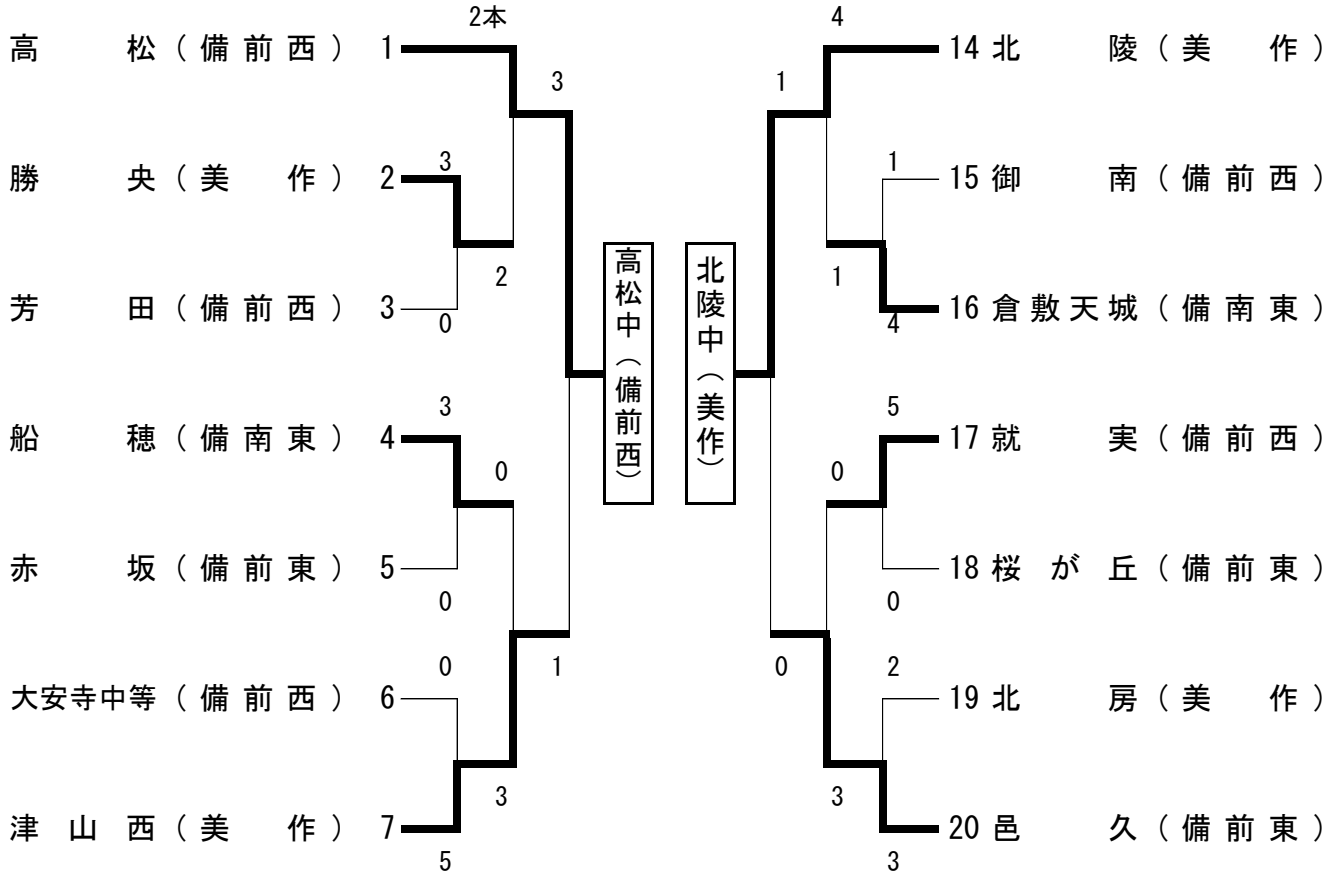 2本
4
高松(備前西) 1
14 北陵(美作)
3
1
3
1
勝央(美作) 2
15 御南(備前西)
高松中(備前西)
北陵中(美作)
2
1
芳田(備前西) 3
16 倉敷天城(備南東)
0
4
3
5
船穂(備南東) 4
17 就実(備前西)
0
0
赤坂(備前東) 5
18 桜が丘(備前東)
0
0
0
1
0
2
大安寺中等(備前西) 6
19 北房(美作)
3
3
津山西(美作) 7
20 邑久(備前東)
5
3